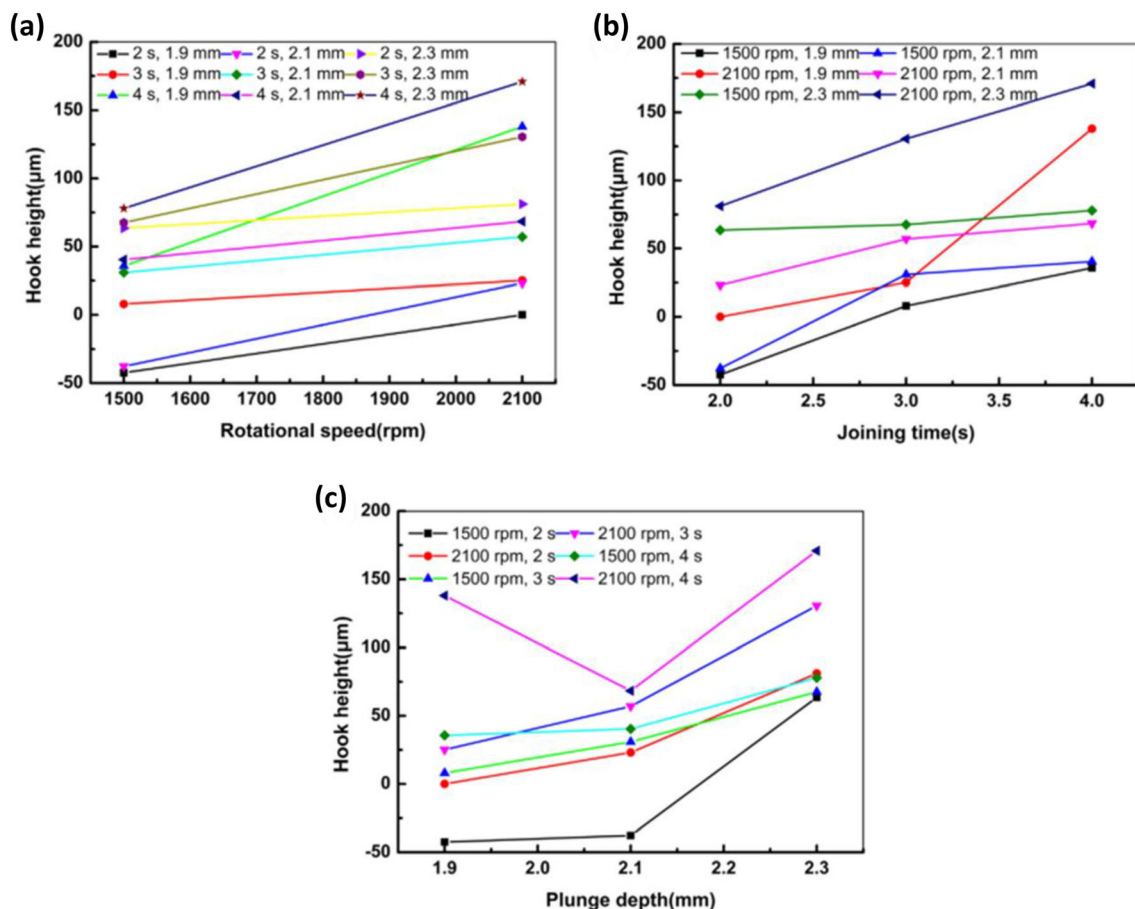 (a)
200
150
100
50
0
-50
Hook height(μm)
2 s, 1.9 mm 2 s, 2.1 mm 2 s, 2.3 mm
3 s, 1.9 mm 3 s, 2.1 mm 3 s, 2.3 mm
4 s, 1.9 mm 4 s, 2.1 mm 4 s, 2.3 mm
1500 1600 1700 1800 1900 2000 2100
Rotational speed(rpm)
(b)
200
150
100
50
0
-50
Hook height(μm)
1500 rpm, 1.9 mm 1500 rpm, 2.1 mm
2100 rpm, 1.9 mm 2100 rpm, 2.1 mm
1500 rpm, 2.3 mm 2100 rpm, 2.3 mm
2.0 2.5 3.0 3.5 4.0
Joining time(s)
(c)
200
150
100
50
0
-50
Hook height(μm)
1500 rpm, 2 s 2100 rpm, 3 s
2100 rpm, 2 s 1500 rpm, 4 s
1500 rpm, 3 s 2100 rpm, 4 s
1.9 2.0 2.1 2.2 2.3
Plunge depth(mm)